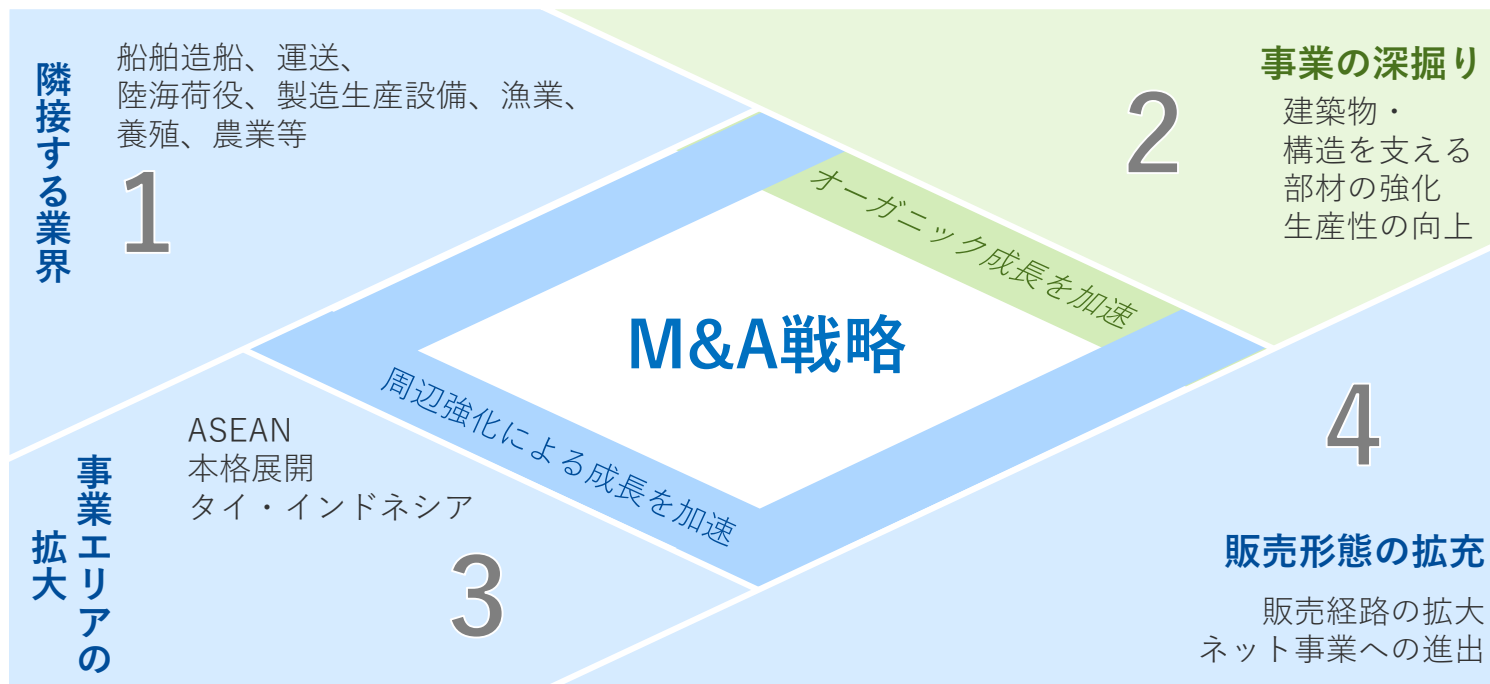 隣接する業界
船舶造船、運送、
陸海荷役、製造生産設備、漁業、
養殖、農業等
1
事業の深掘り
2
建築物・
構造を支える
部材の強化
生産性の向上
オーガニック成長を加速
M&A戦略
周辺強化による成長を加速
事業エリアの
拡大
ASEAN
本格展開
タイ・インドネシア
3
4
販売形態の拡充
販売経路の拡大
ネット事業への進出